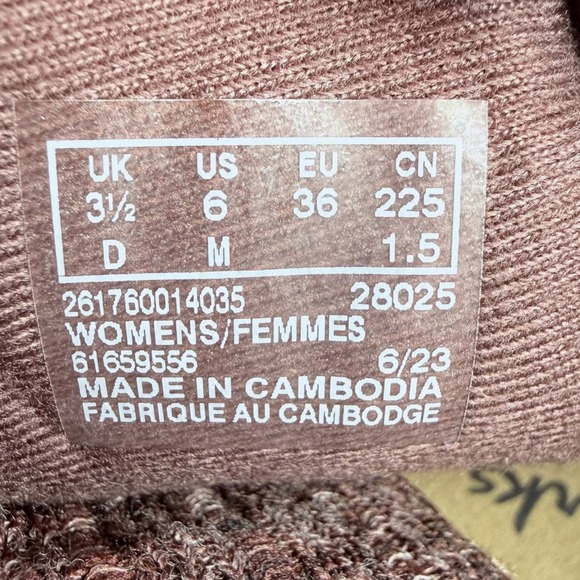 UK US EU CN
3½ 6 36 225
D M 1.5
261760014035 28025
WOMENS/FEMMES
61659556 6/23
MADE IN CAMBODIA
FABRIQUE AU CAMBODGE